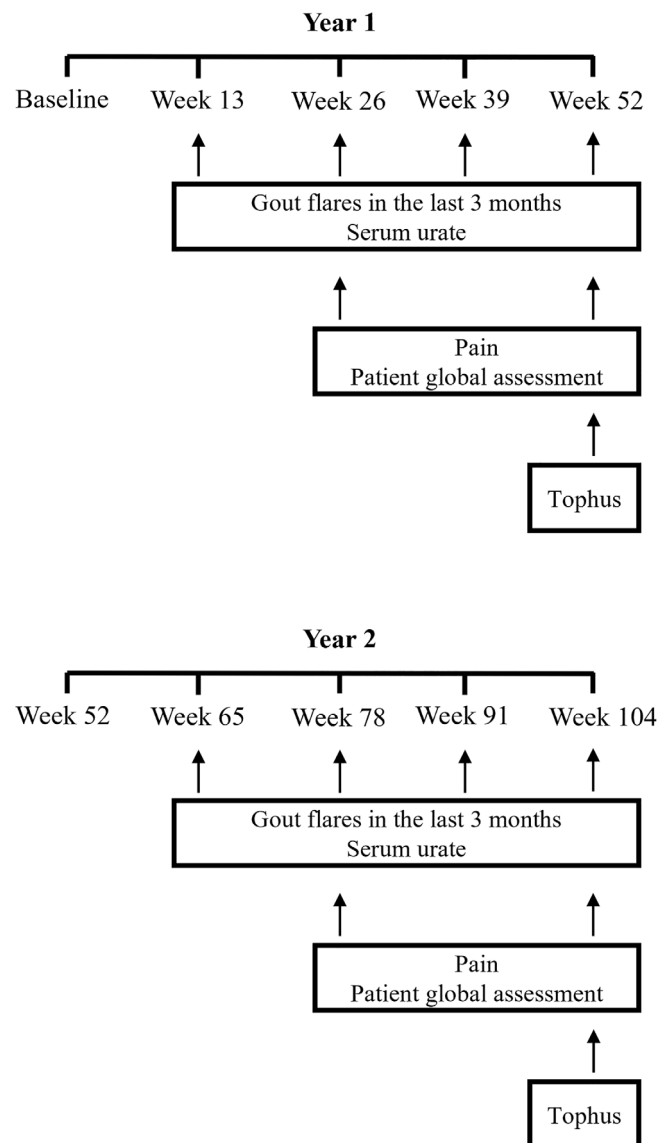 Year 1
Baseline Week 13 Week 26 Week 39 Week 52
Gout flares in the last 3 months
Serum urate
Pain
Patient global assessment
Tophus
Year 2
Week 52 Week 65 Week 78 Week 91 Week 104
Gout flares in the last 3 months
Serum urate
Pain
Patient global assessment
Tophus